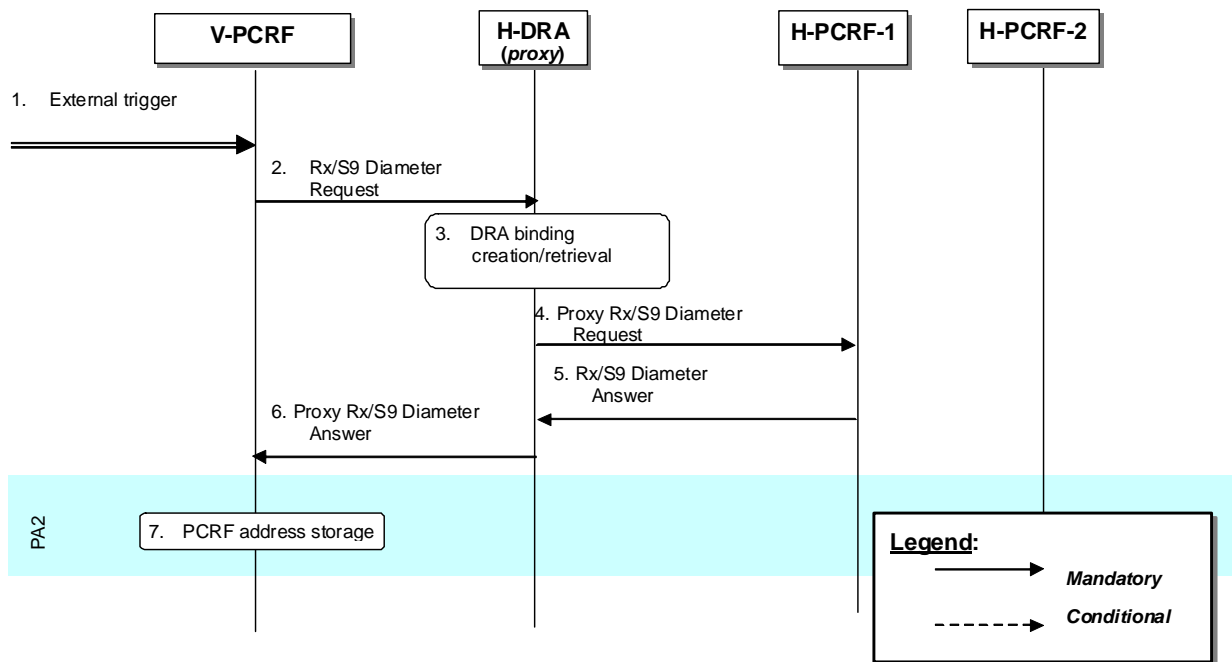 V-PCRF
H-DRA
(proxy)
H-PCRF-1
H-PCRF-2
1. External trigger
2. Rx/S9 Diameter
Request
3. DRA binding
creation/retrieval
4. Proxy Rx/S9 Diameter
Request
5. Rx/S9 Diameter
Answer
6. Proxy Rx/S9 Diameter
Answer
PA2
7. PCRF address storage
Legend:
Mandatory
Conditional